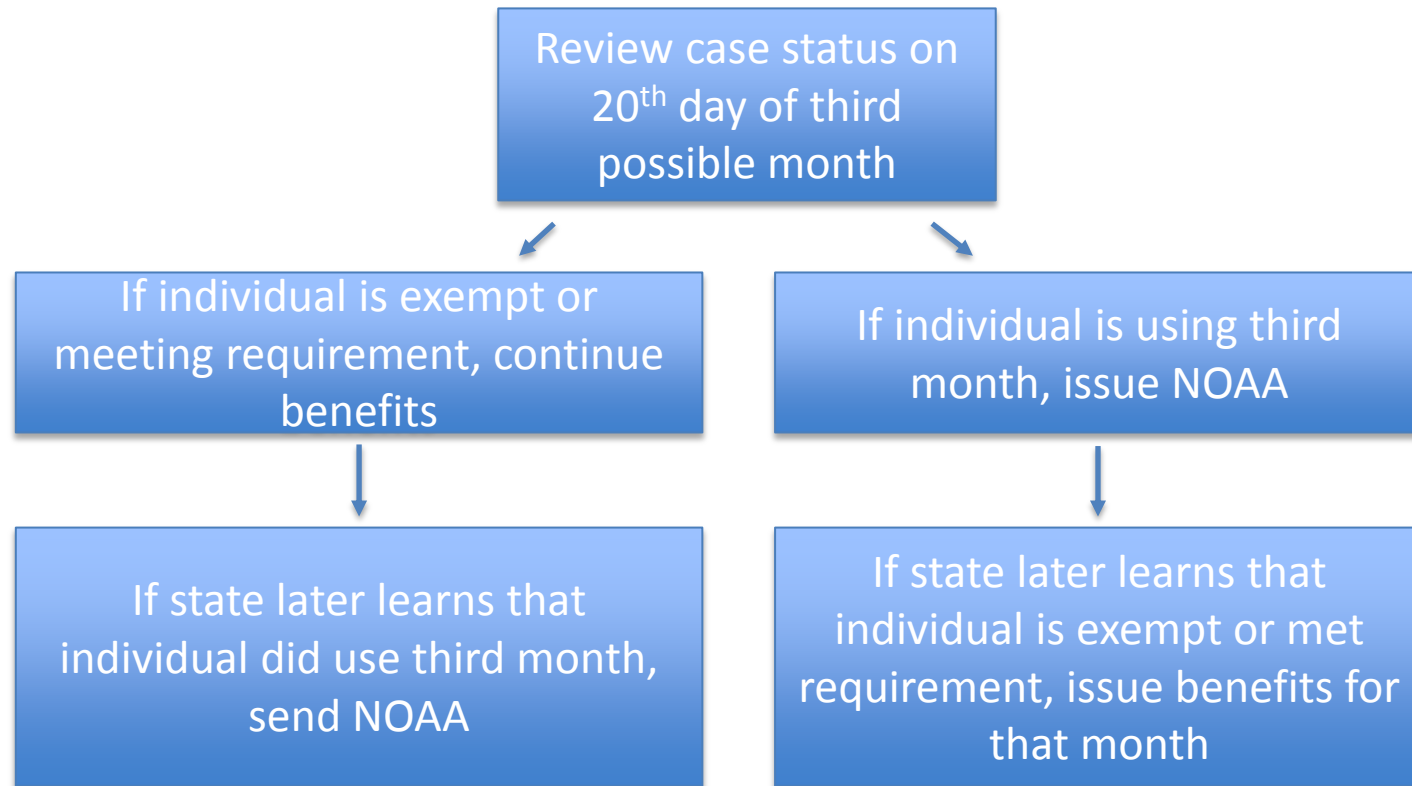 Review case status on
20th day of third
possible month
If individual is exempt or
meeting requirement, continue
benefits
If individual is using third
month, issue NOAA
If state later learns that
individual did use third month,
send NOAA
If state later learns that
individual is exempt or met
requirement, issue benefits for
that month